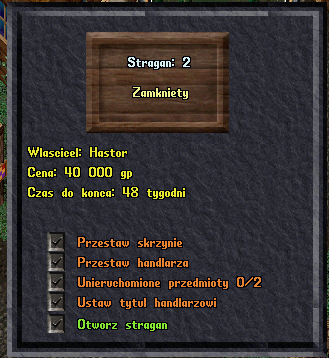 Stragan: 2
Zamkniety
Wlasciciel: Hastor
Cena: 40 000 gp
Czas do konca: 48 tygodni
Przestaw skrzynie
Przestaw handlarza
Unieruchomione przedmioty 0/2
Ustaw tytul handlarzowi
Otworz stragan